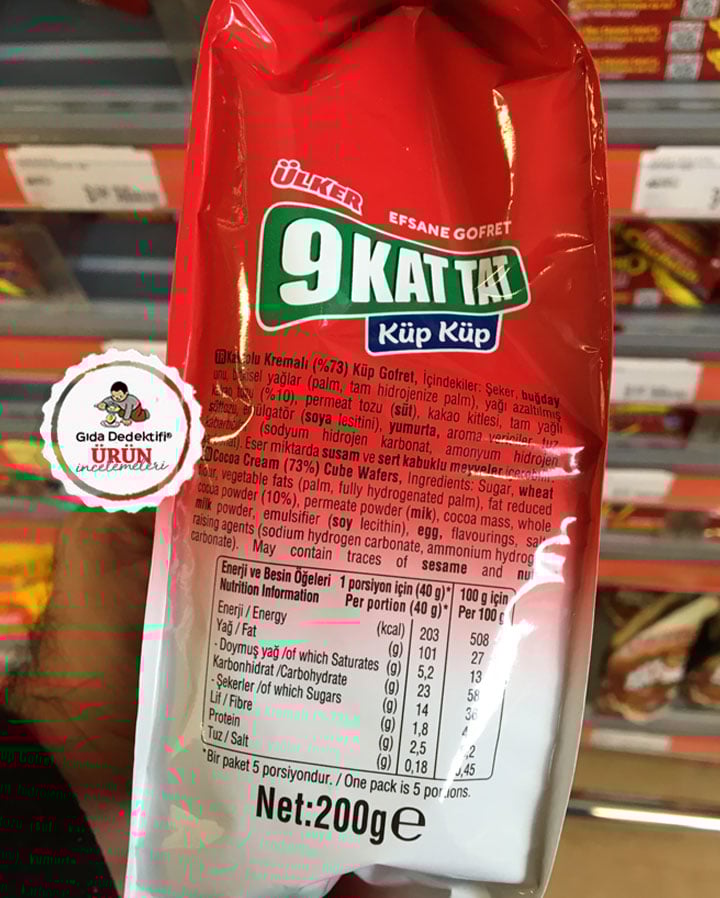 ÜLKER
EFSANE GOFRET
9 KAT TAT
Küp Küp
Kremalı (%73) Küp Gofret, İçindekiler: Şeker, buğday
unu, yağlar (palm, tam hidrojenize palm), yağı azaltılmış
kakao tozu (%10), permeat tozu (süt), kakao kitlesi, tam yağlı
(soya lesitini), yumurta, aroma vericiler, tuz,
(sodyum hidrojen karbonat, amonyum hidrojen
Eser miktarda susam ve sert kabuklu meyveler içerebilir.
Cocoa Cream (73%) Cube Wafers, Ingredients: Sugar, wheat
flour, vegetable fats (palm, fully hydrogenated palm), fat reduced
cocoa powder (10%), permeate powder (milk), cocoa mass, whole
milk powder, emulsifier (soy lecithin), egg, flavourings, salt,
raising agents (sodium hydrogen carbonate, ammonium hydrogen
carbonate). May contain traces of sesame and
Gıda Dedektifi®
ÜRÜN
incelemeleri
Enerji ve Besin Öğeleri 1 porsiyon için (40 g)* 100 g için
Nutrition Information Per portion (40 g)* Per 100 g
Enerji / Energy (kcal) 203 508
Yağ / Fat (g) 101 27
- Doymuş yağ /of which Saturates (g) 5,2 13
Karbonhidrat /Carbohydrate (g) 23 58
- Şekerler /of which Sugars (g) 14 36
Lif / Fibre (g) 1,8
Protein (g) 2,5
Tuz / Salt (g) 0,18 0,45
*Bir paket 5 porsiyondur. / One pack is 5 portions.
Net:200g e